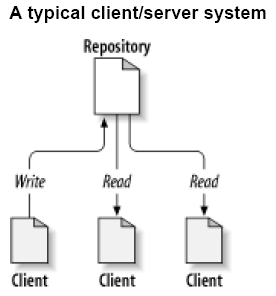 A typical client/server system
Repository
Write Read Read
Client Client Client